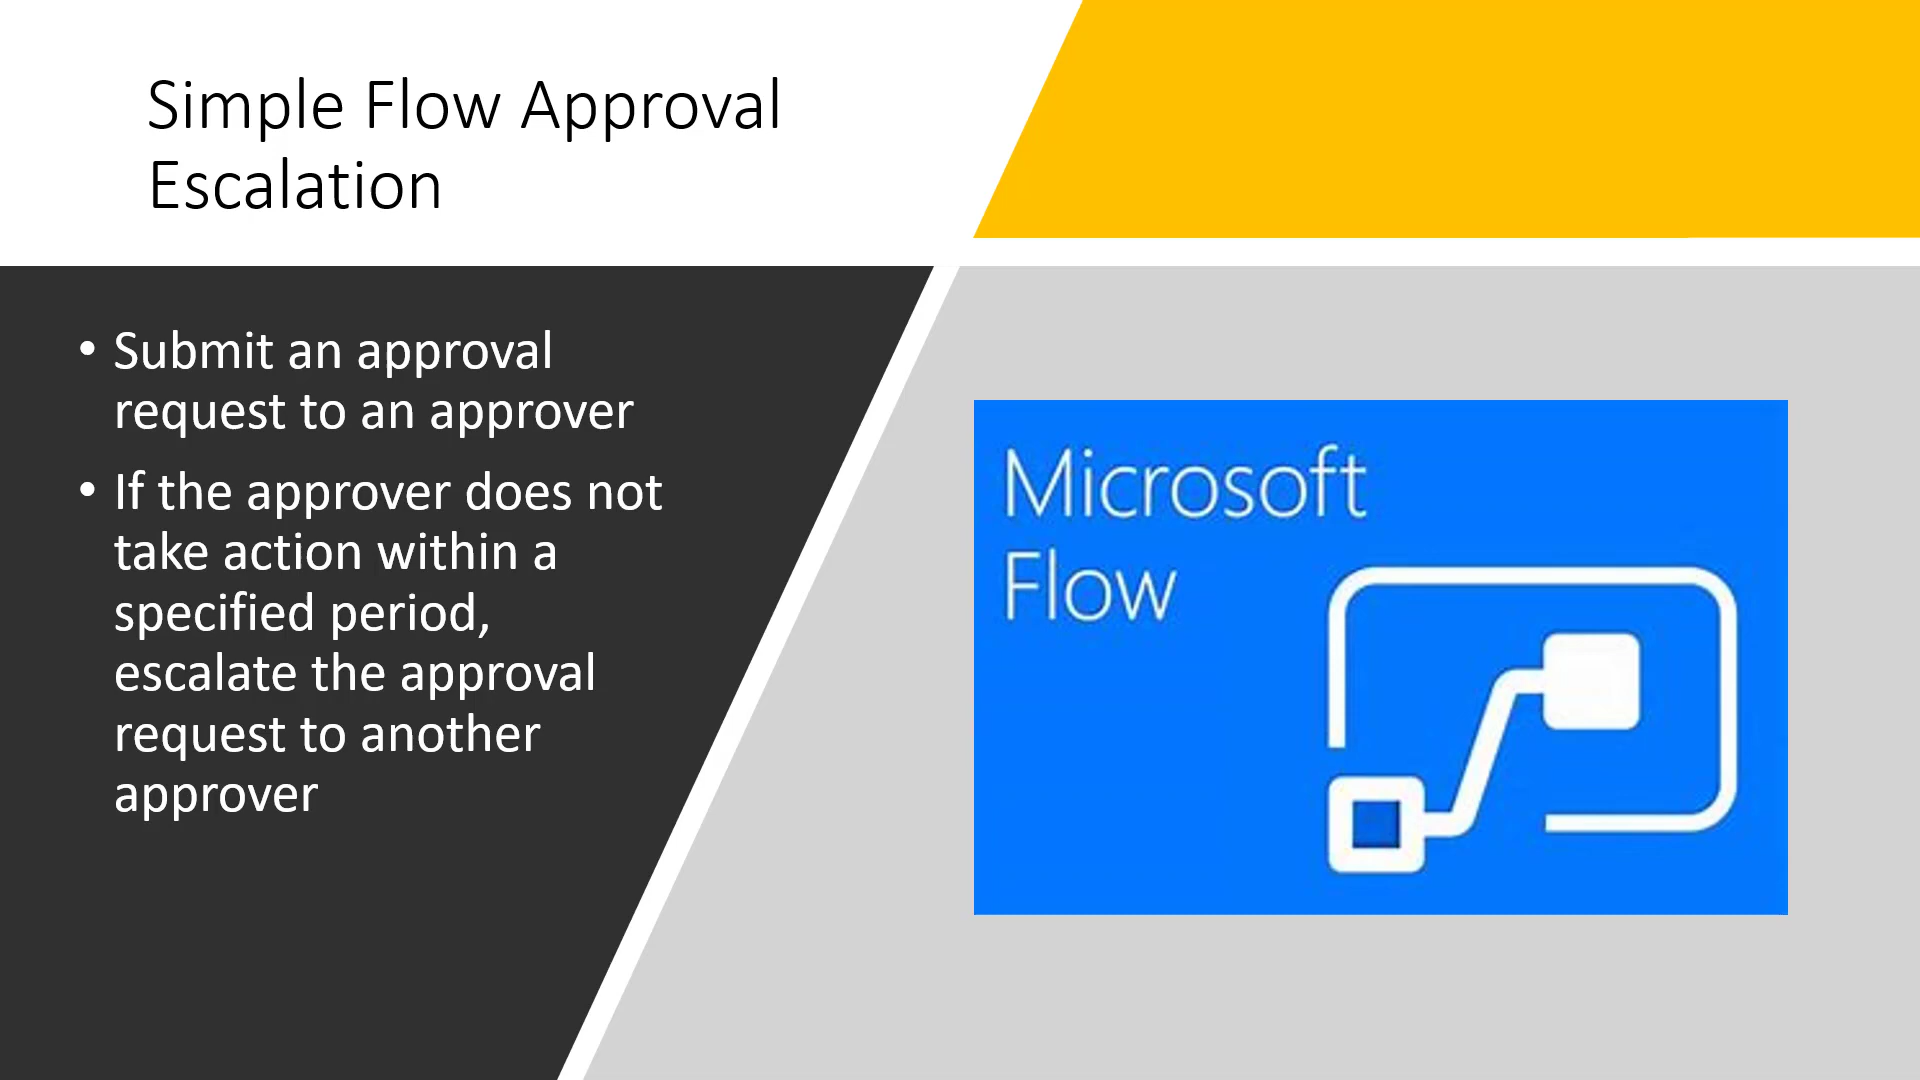 Simple Flow Approval
Escalation
• Submit an approval
request to an approver
• If the approver does not
take action within a
specified period,
escalate the approval
request to another
approver
Microsoft
Flow